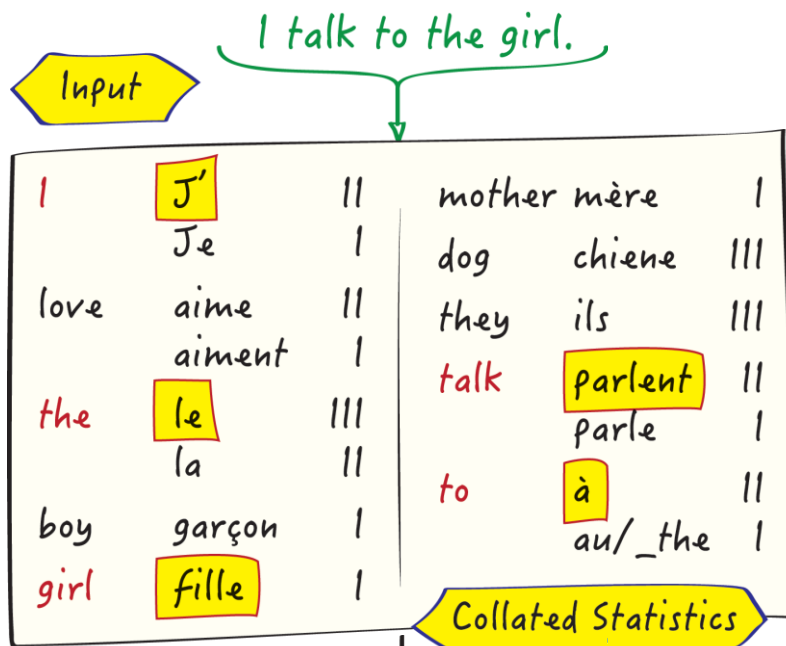 I talk to the girl.
Input
I J' II
Je I
love aime II
aiment I
the le III
la II
boy garçon I
girl fille I
mother mère I
dog chiene III
they ils III
talk parlent II
parle I
to à II
au/_the I
Collated Statistics